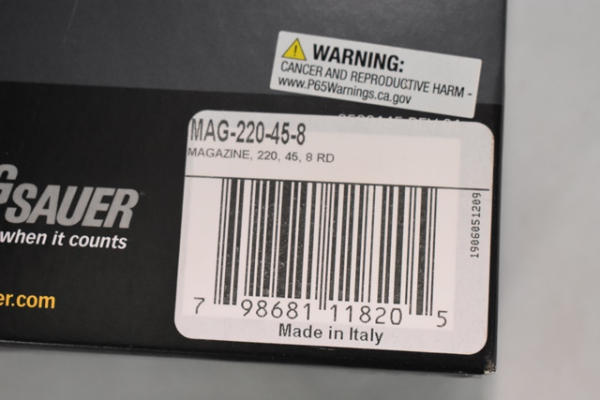 WARNING:
CANCER AND REPRODUCTIVE HARM -
www.P65Warnings.ca.gov
MAG-220-45-8
MAGAZINE, 220, 45, 8 RD
G SAUER
when it counts
er.com
1906051209
7 98681 11820 5
Made in Italy